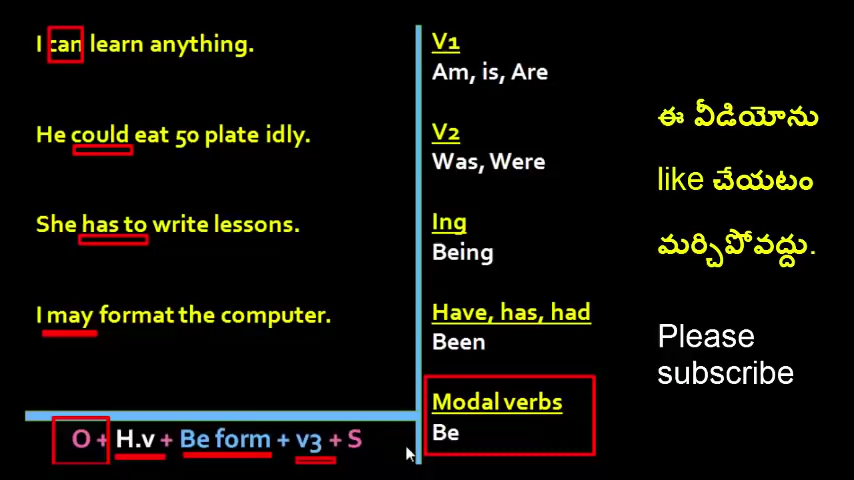 I can learn anything.
He could eat 50 plate idly.
She has to write lessons.
I may format the computer.
O + H.v + Be form + v3 + S
V1
Am, is, Are
V2
Was, Were
Ing
Being
Have, has, had
Been
Modal verbs
Be
ఈ వీడియోను
like చేయటం
మర్చిపోవద్దు.
Please
subscribe